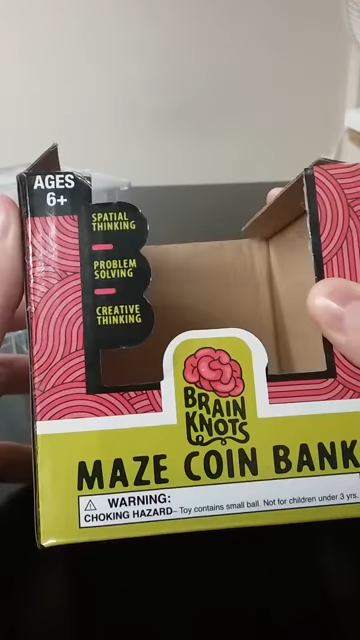 AGES
6+
SPATIAL
THINKING
PROBLEM
SOLVING
CREATIVE
THINKING
BRAIN
KNOTS
MAZE COIN BANK
WARNING:
CHOKING HAZARD– Toy contains small ball. Not for children under 3 yrs.